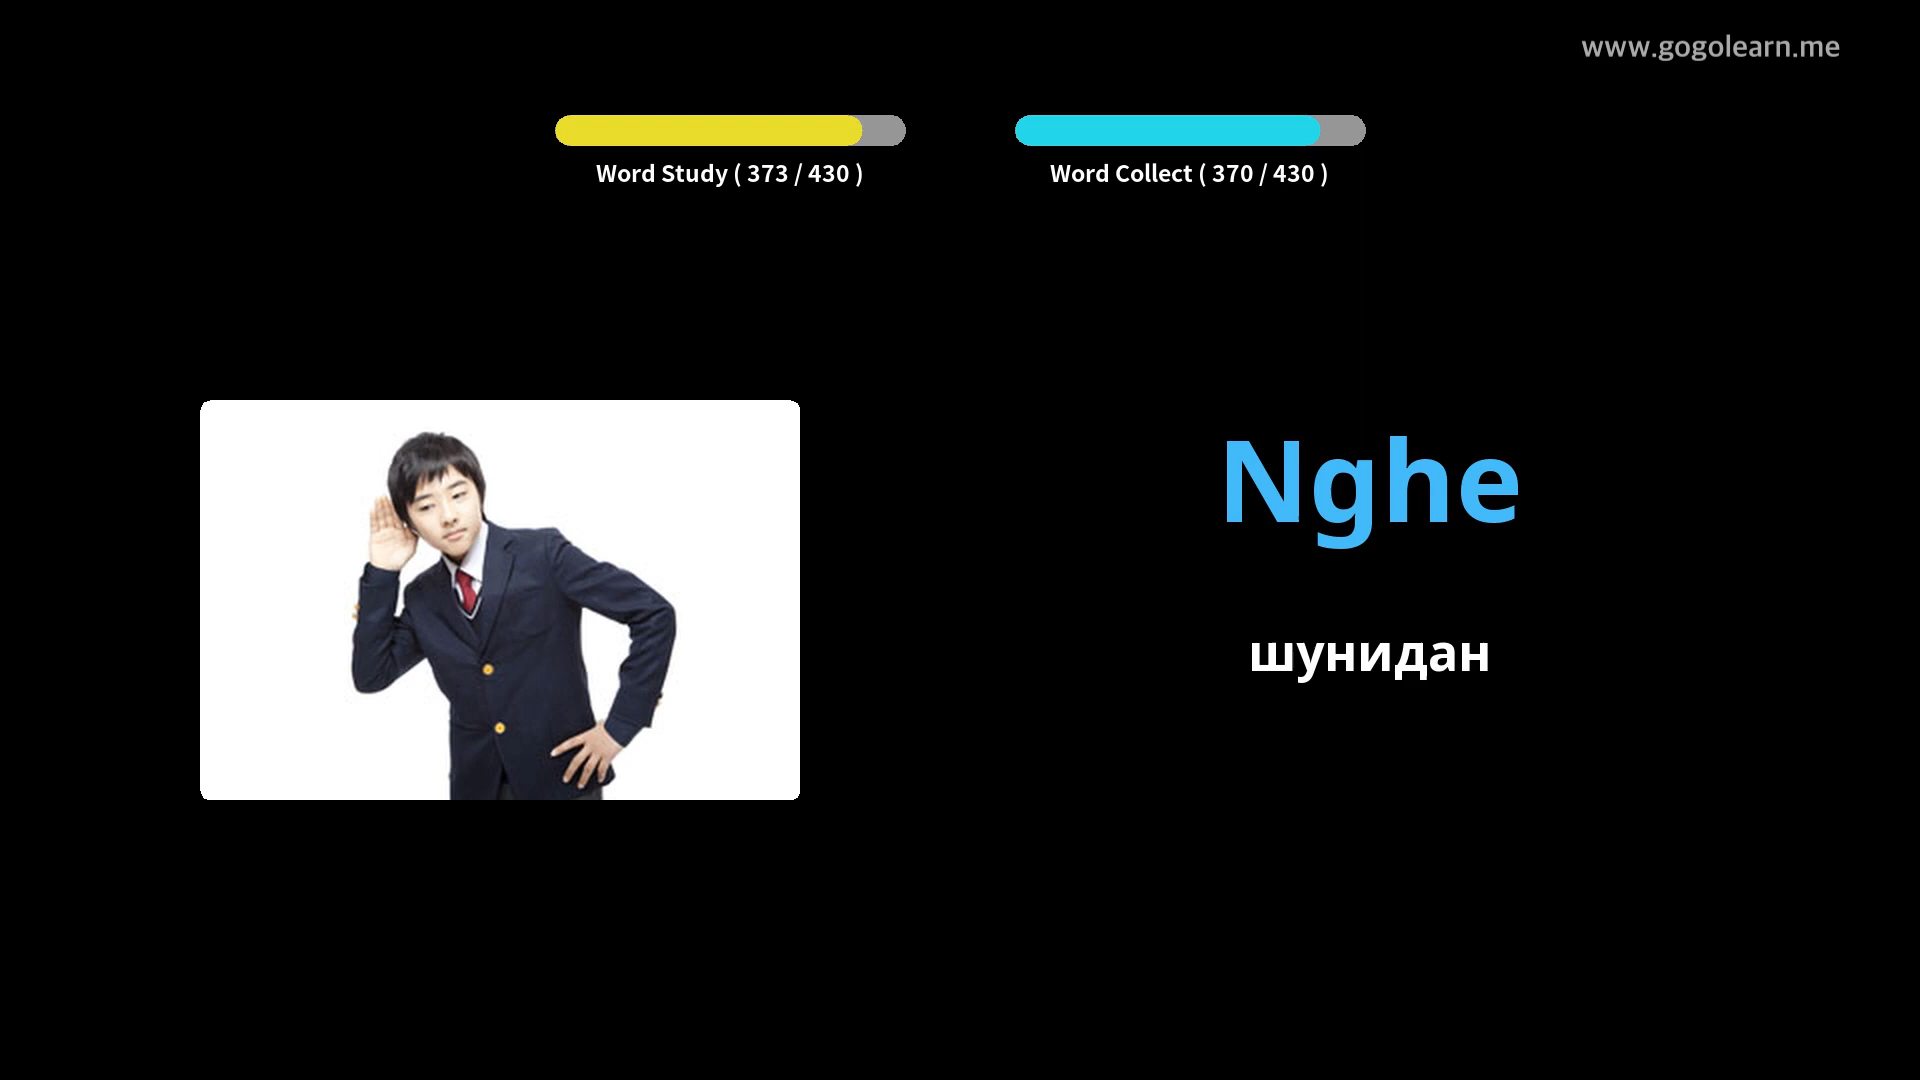 www.gogolearn.me
Word Study ( 373 / 430 )
Word Collect ( 370 / 430 )
Nghe
шунидан